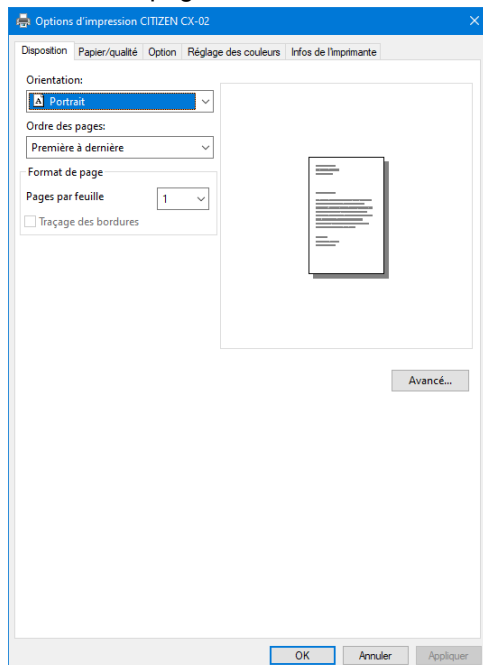 Options d'impression CITIZEN CX-02
Disposition Papier/qualité Option Réglage des couleurs Infos de l'imprimante
Orientation:
A Portrait
Ordre des pages:
Première à dernière
Format de page
Pages par feuille 1
Traçage des bordures
Avancé...
OK Annuler Appliquer